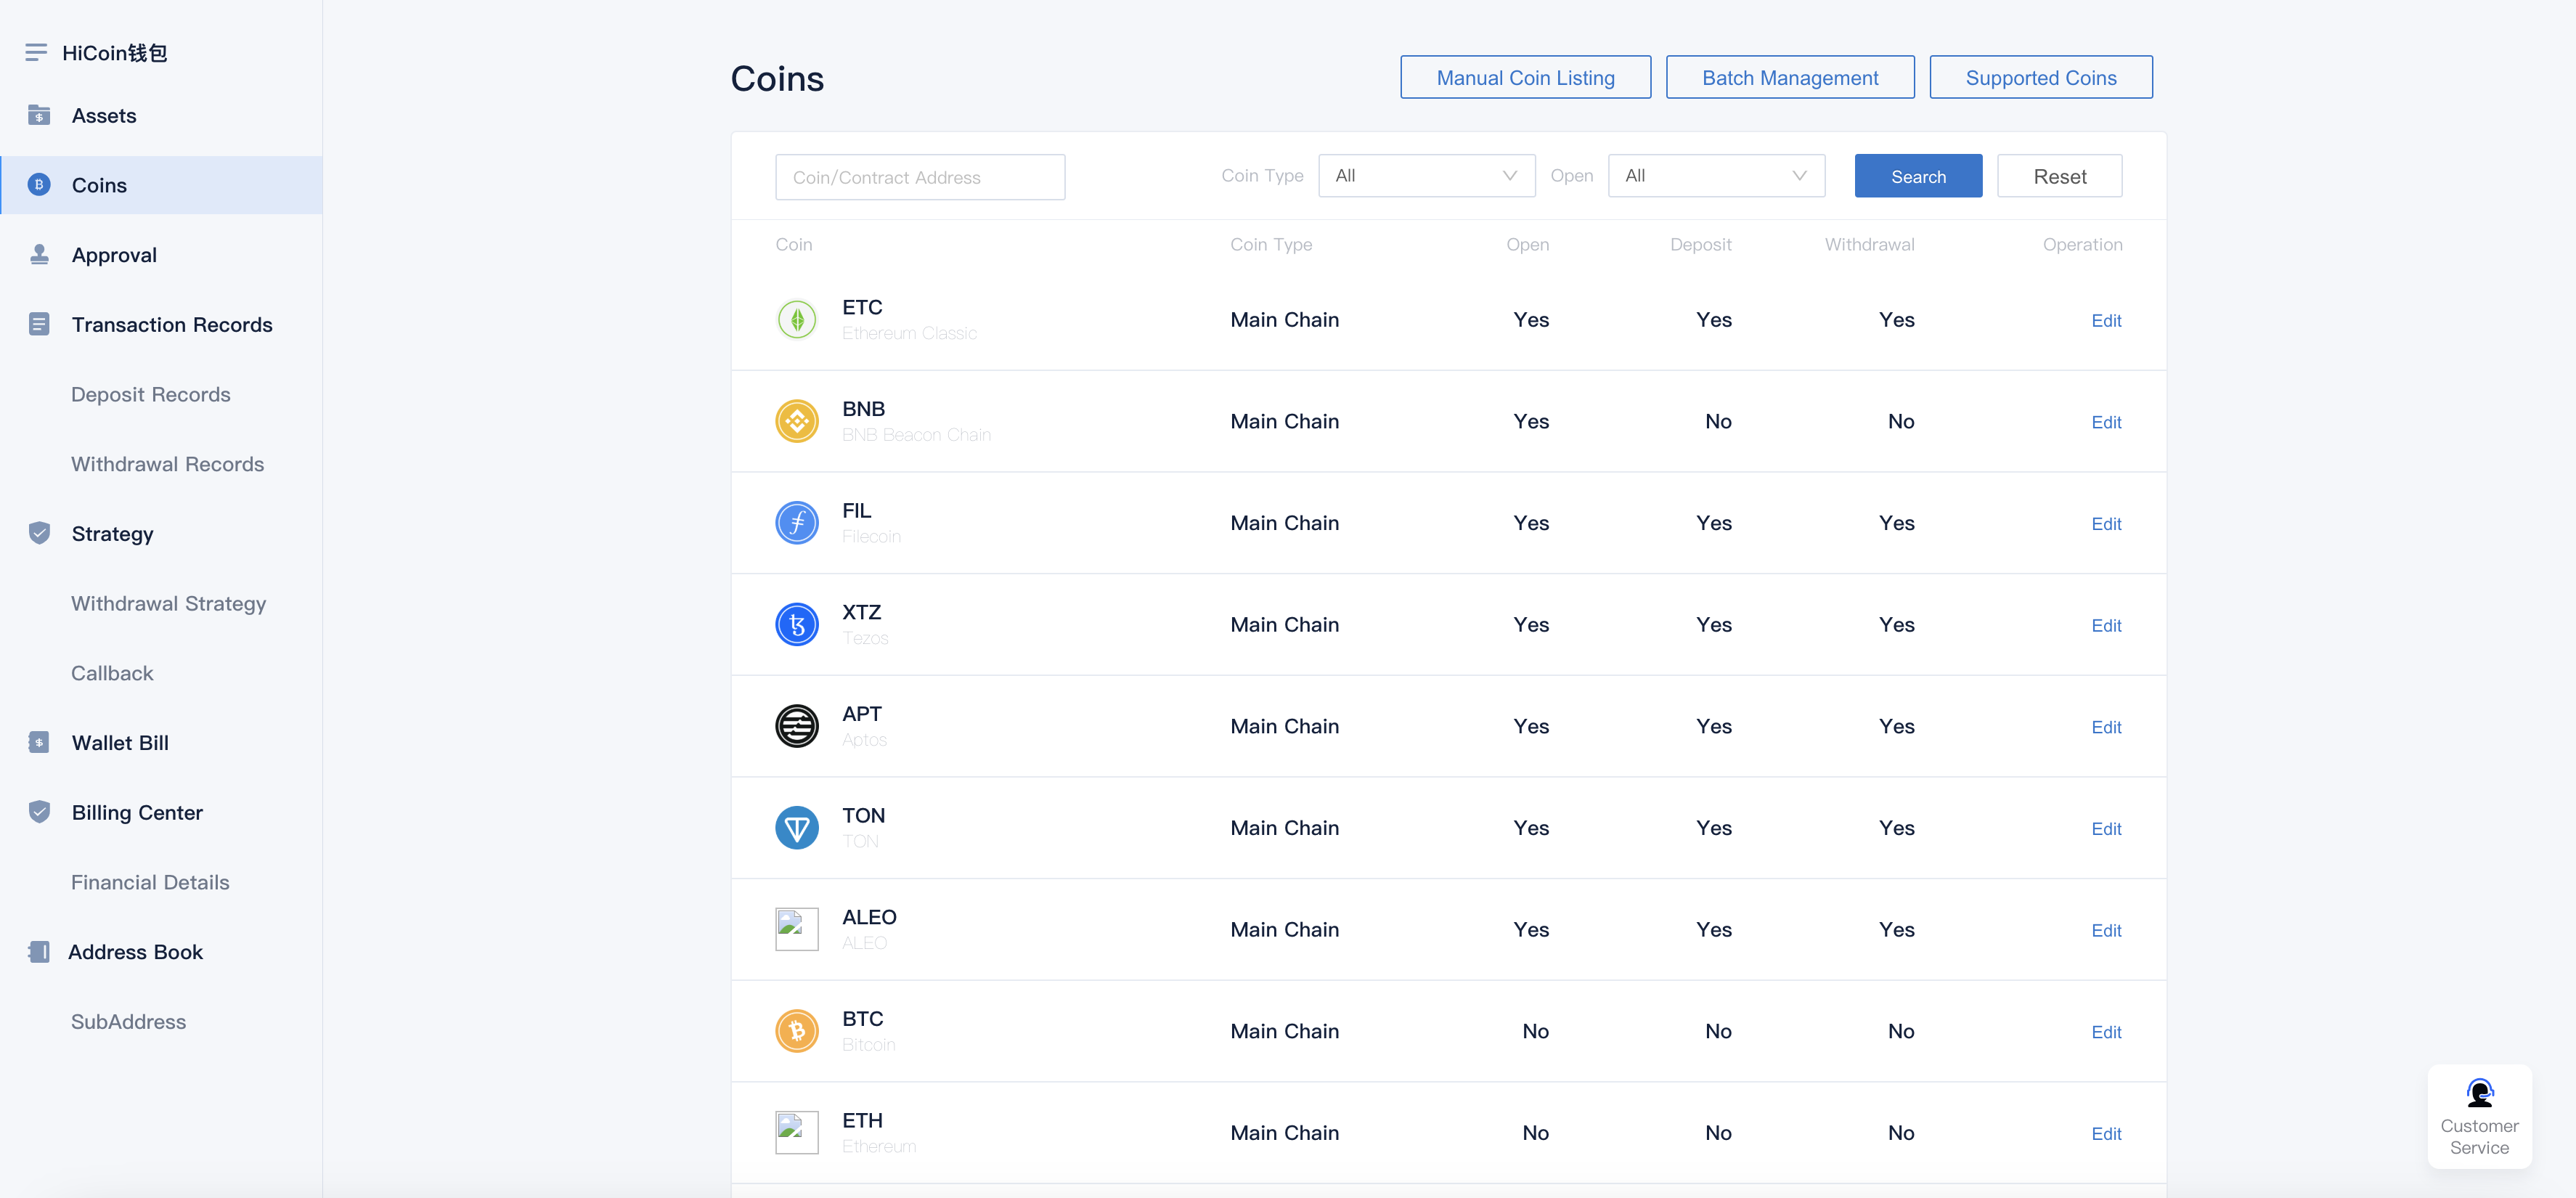 HiCoin钱包
Assets
Coins
Approval
Transaction Records
Deposit Records
Withdrawal Records
Strategy
Withdrawal Strategy
Callback
Wallet Bill
Billing Center
Financial Details
Address Book
SubAddress
Coins
Manual Coin Listing
Batch Management
Supported Coins
Coin/Contract Address
Coin Type All Open All Search Reset
Coin Coin Type Open Deposit Withdrawal Operation
ETC
Ethereum Classic
Main Chain Yes Yes Yes Edit
BNB
BNB Beacon Chain
Main Chain Yes No No Edit
FIL
Filecoin
Main Chain Yes Yes Yes Edit
XTZ
Tezos
Main Chain Yes Yes Yes Edit
APT
Aptos
Main Chain Yes Yes Yes Edit
TON
TON
Main Chain Yes Yes Yes Edit
ALEO
ALEO
Main Chain Yes Yes Yes Edit
BTC
Bitcoin
Main Chain No No No Edit
ETH
Ethereum
Main Chain No No No Edit
Customer
Service